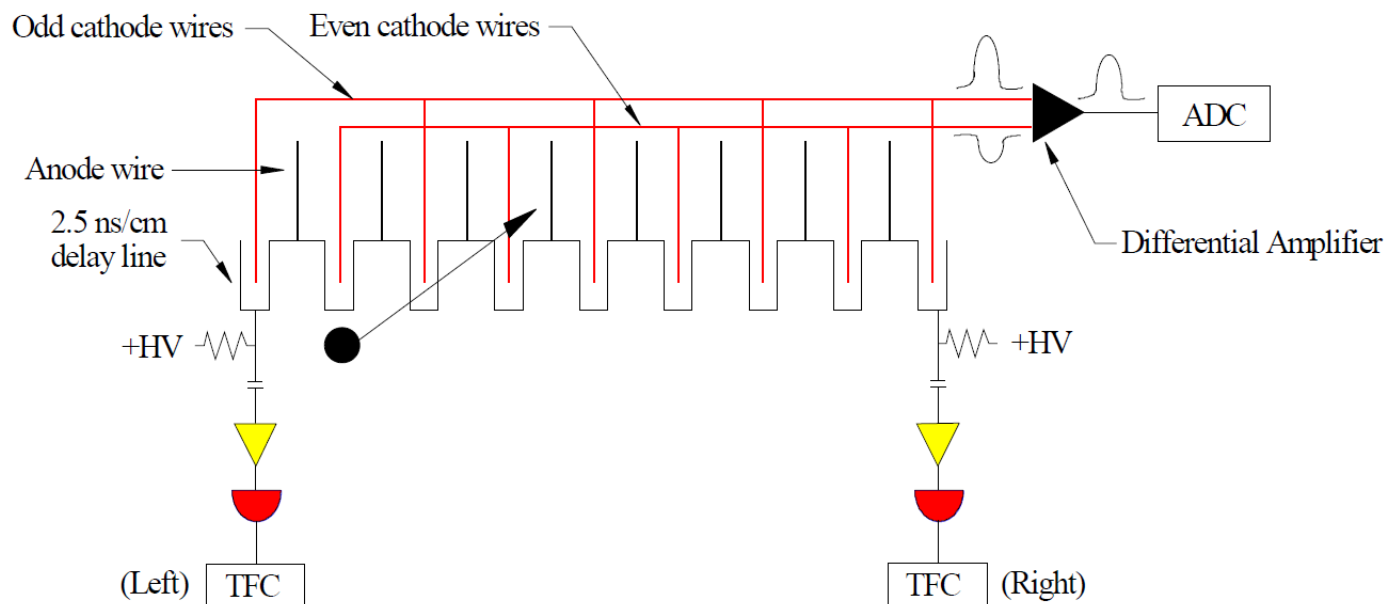 Odd cathode wires
Even cathode wires
ADC
Anode wire
2.5 ns/cm
delay line
Differential Amplifier
+HV
+HV
(Left)
TFC
TFC
(Right)